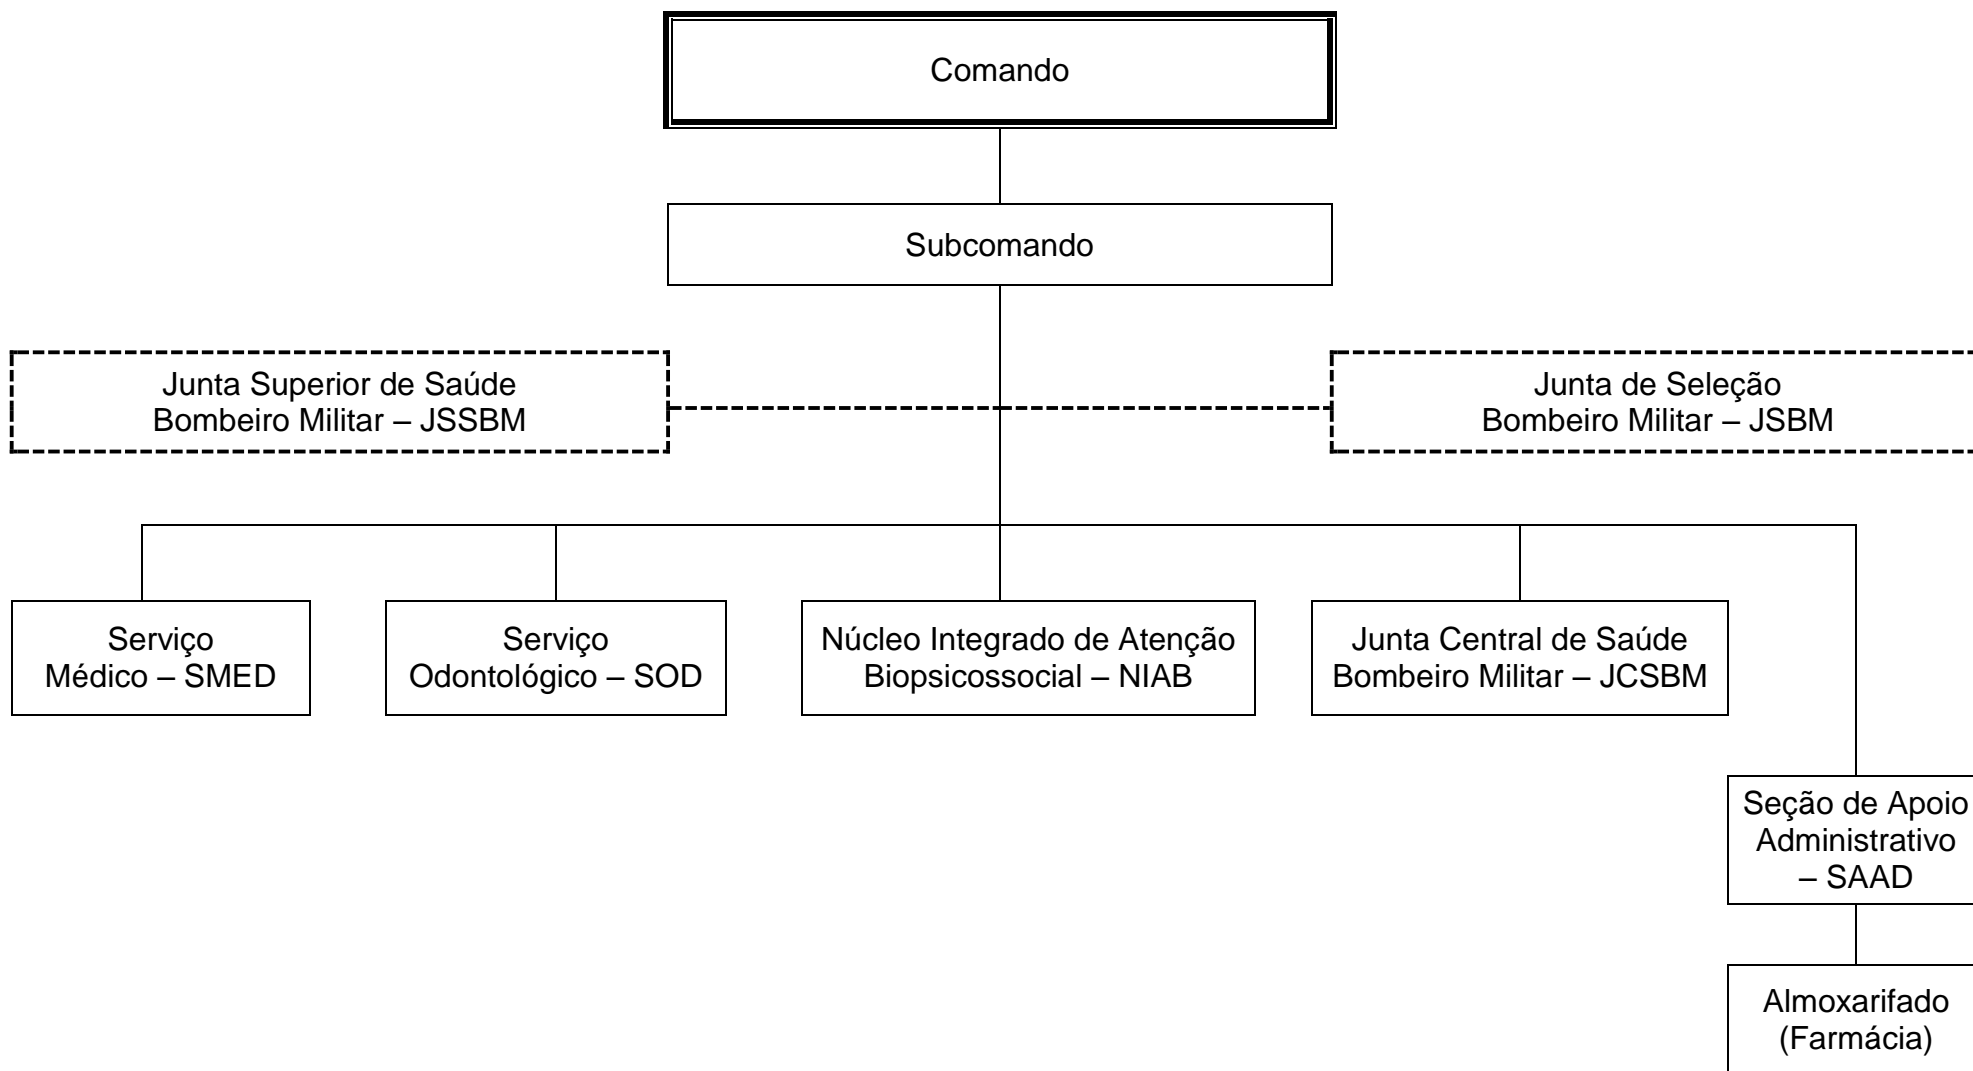 Comando
Subcomando
Junta Superior de Saúde
Bombeiro Militar – JSSBM
Junta de Seleção
Bombeiro Militar – JSBM
Serviço
Médico – SMED
Serviço
Odontológico – SOD
Núcleo Integrado de Atenção
Biopsicossocial – NIAB
Junta Central de Saúde
Bombeiro Militar – JCSBM
Seção de Apoio
Administrativo
– SAAD
Almoxarifado
(Farmácia)